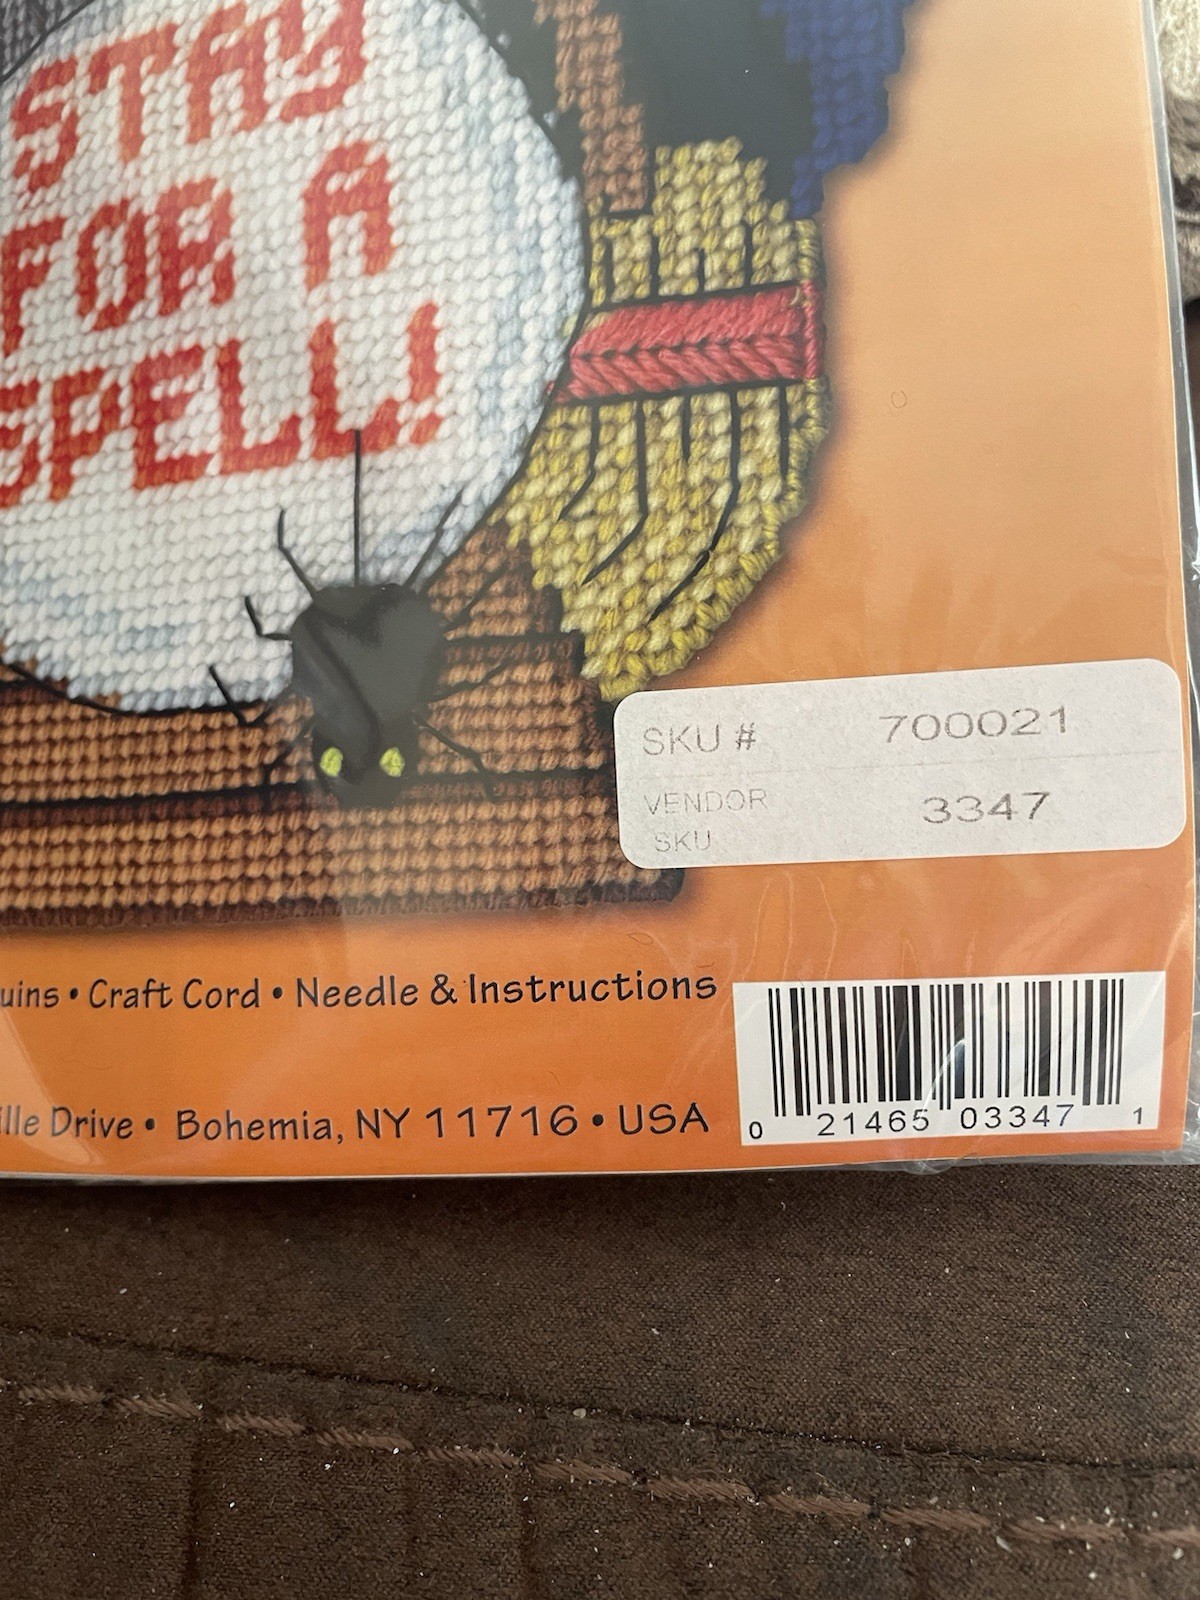 STAY
FOR A
SPELL!
SKU # 700021
VENDOR
SKU 3347
• Craft Cord • Needle & Instructions
Drive • Bohemia, NY 11716 • USA
0 21465 03347 1